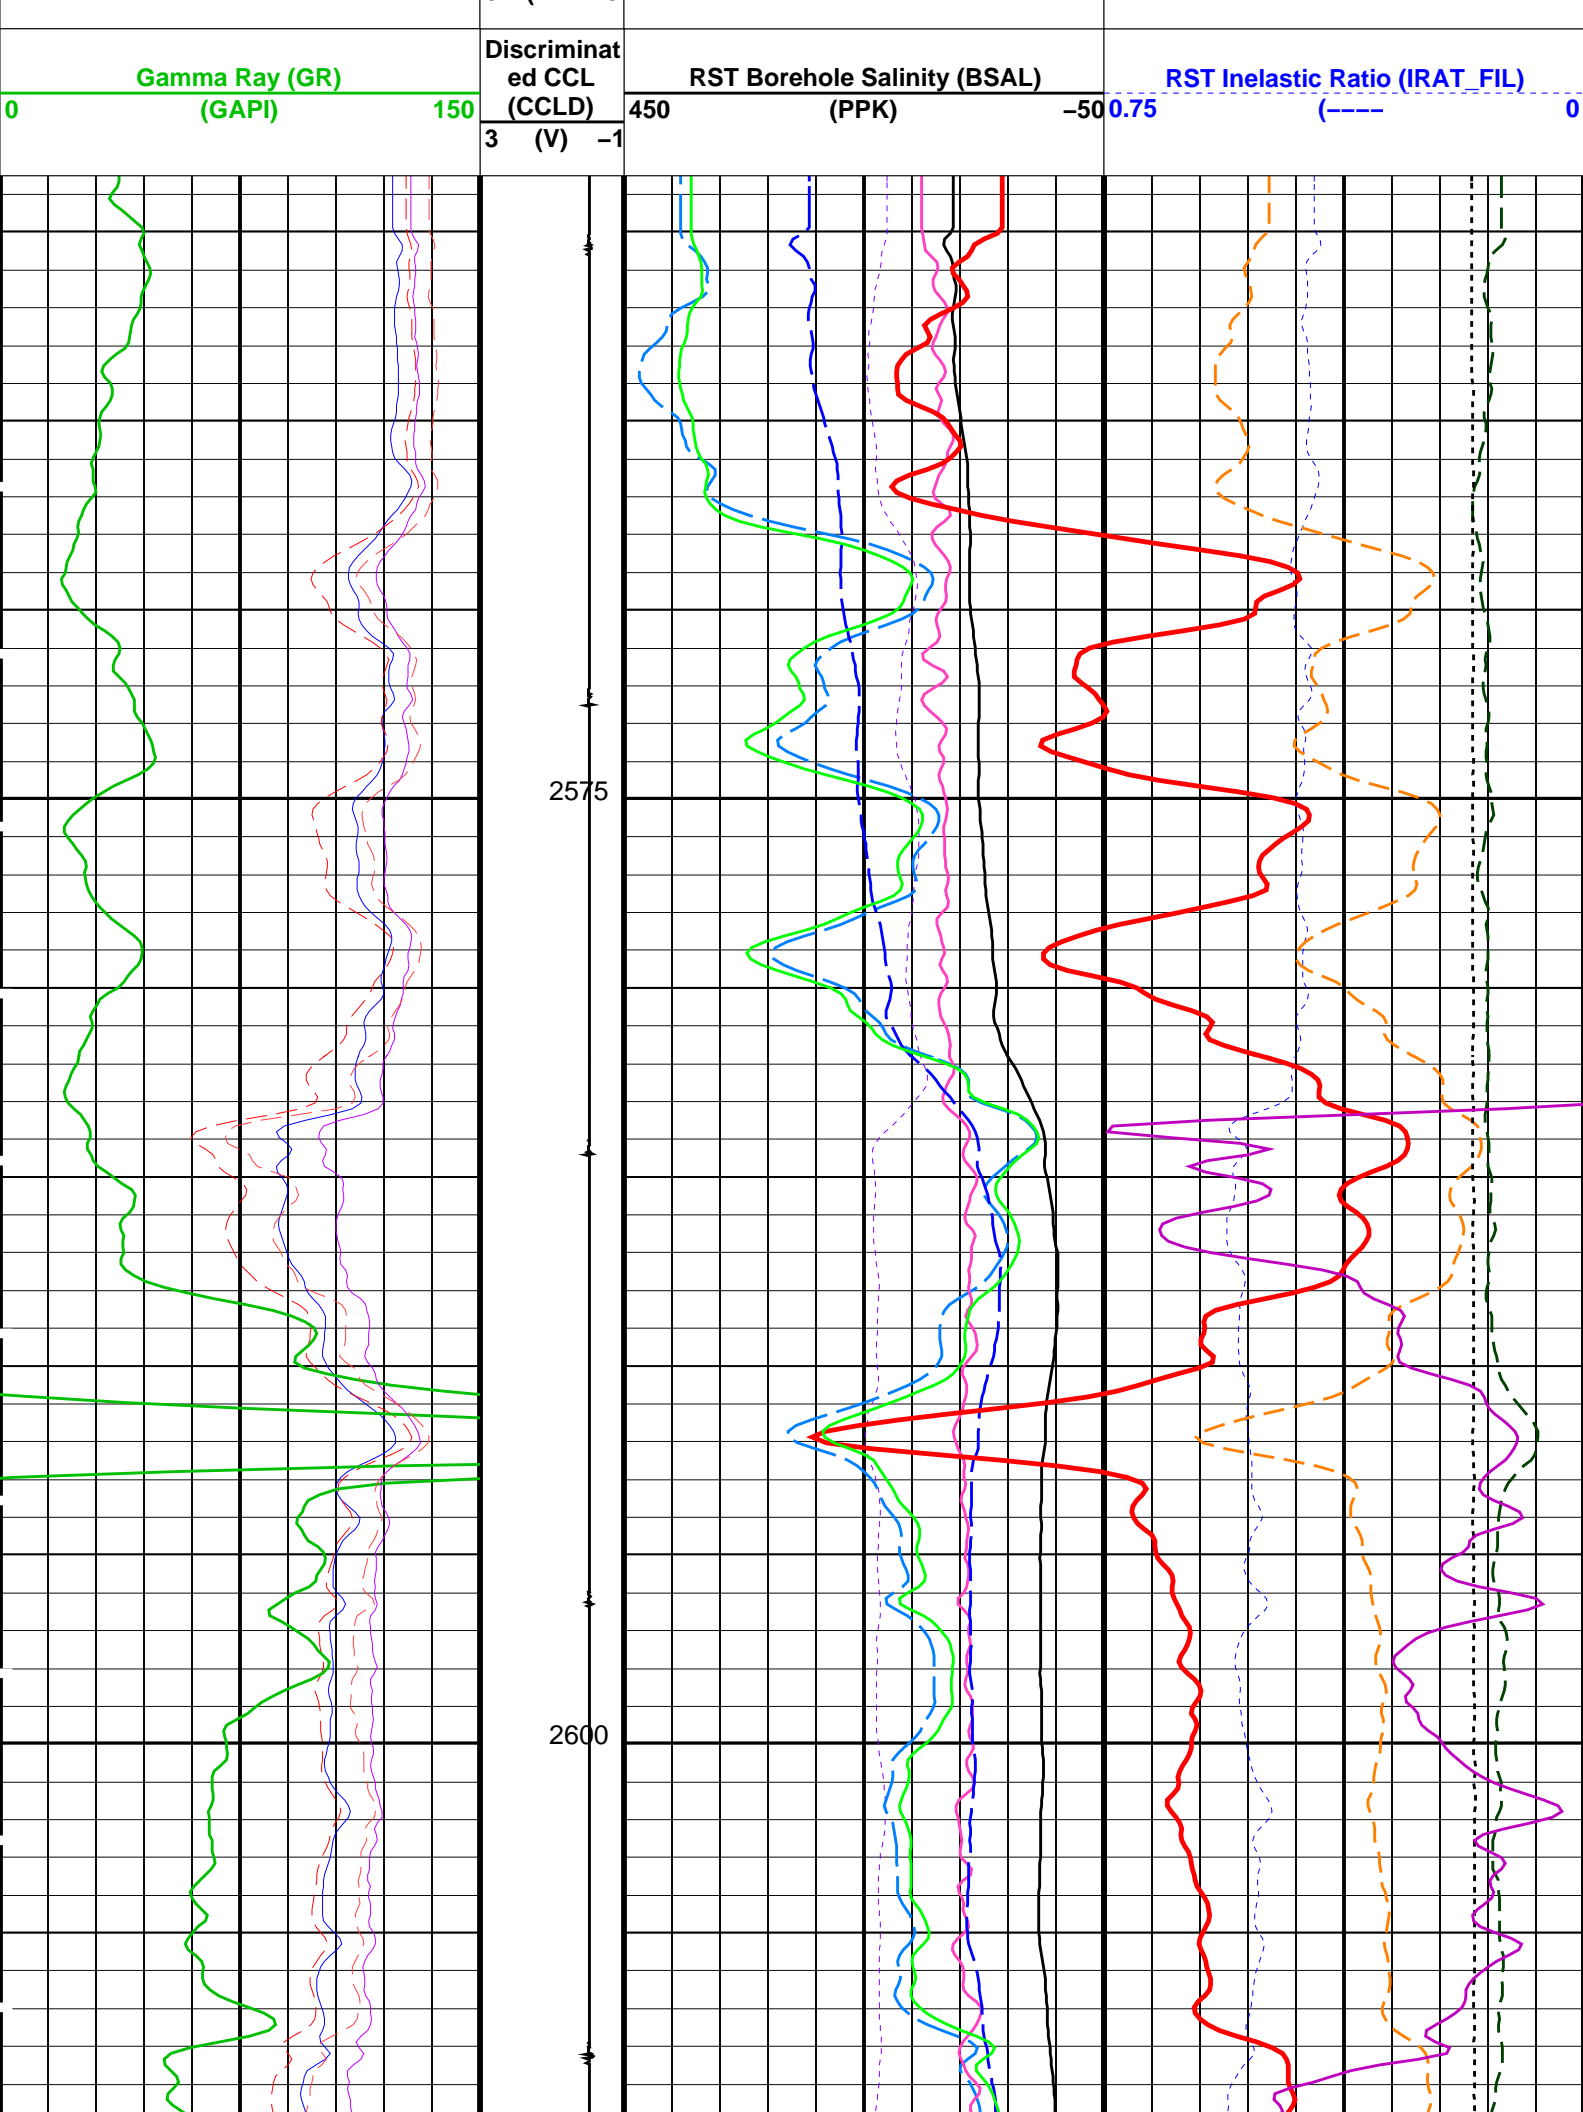 Gamma Ray (GR)
0 (GAPI) 150
Discriminat
ed CCL
(CCLD)
3 (V) −1
RST Borehole Salinity (BSAL)
450 (PPK) −50
RST Inelastic Ratio (IRAT_FIL)
0.75 (−−−− 0
2575
2600